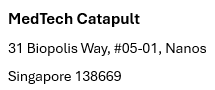 MedTech Catapult
31 Biopolis Way, #05-01, Nanos
Singapore 138669